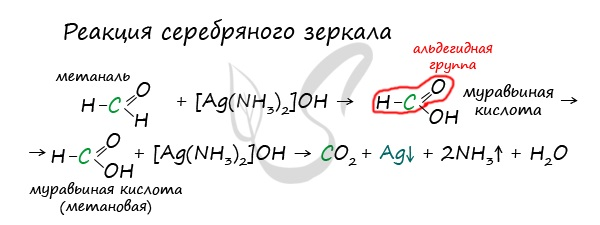 Реакция серебряного зеркала
альдегидная
группа
метаналь
H-C O H + [Ag(NH₃)₂]OH → H-C O OH муравьиная кислота →
→ H-C O OH + [Ag(NH₃)₂]OH → CO₂ + Ag↓ + 2NH₃↑ + H₂O
муравьиная кислота
(метановая)